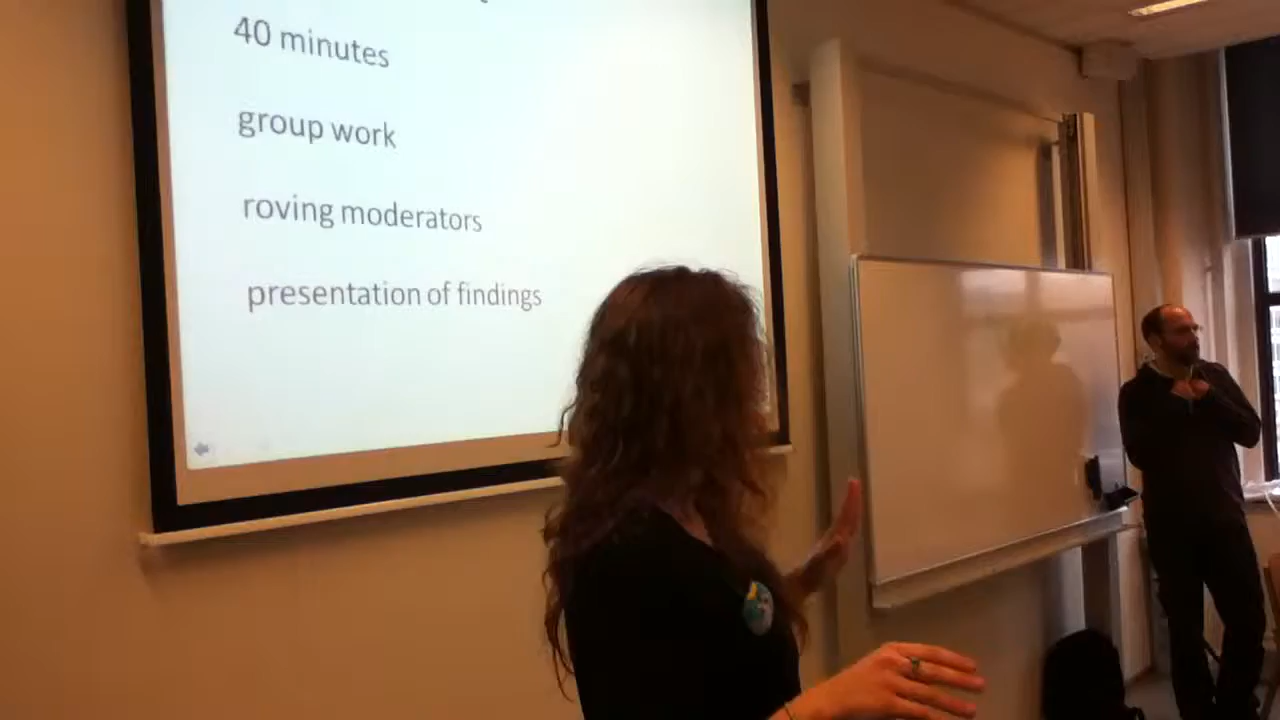 40 minutes
group work
roving moderators
presentation of findings